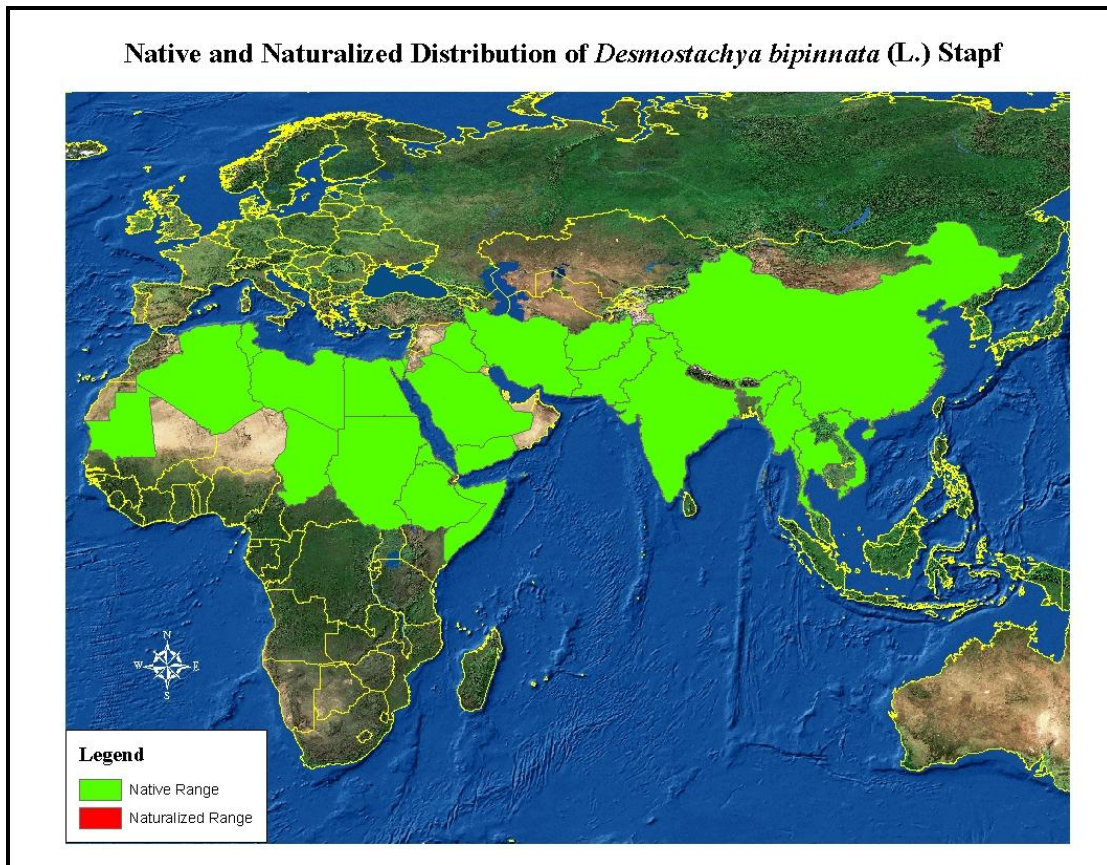 Native and Naturalized Distribution of Desmostachya bipinnata (L.) Stapf
N
W E
S
Legend
Native Range
Naturalized Range